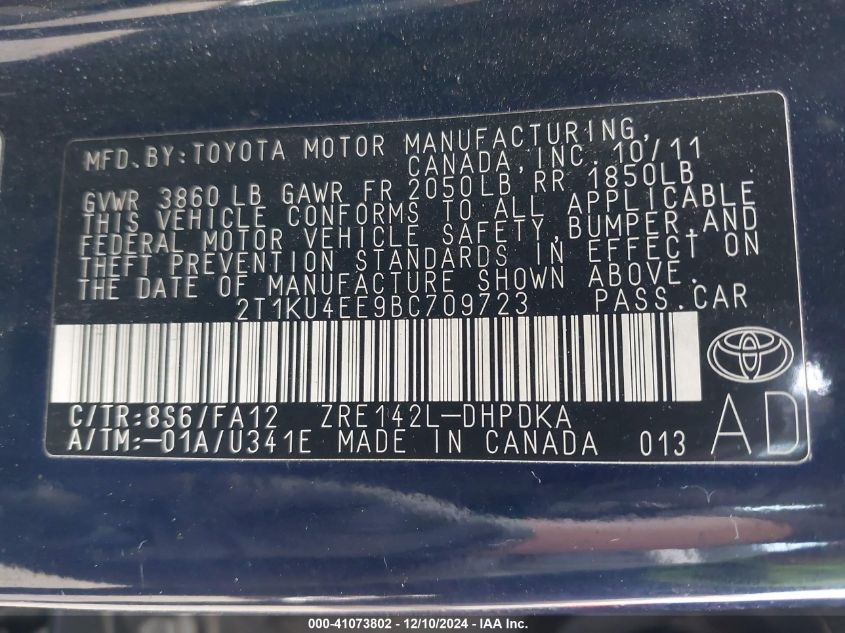 MFD. BY: TOYOTA MOTOR MANUFACTURING,
CANADA, INC. 10/11
GVWR 3860 LB GAWR FR 2050LB RR 1850LB
THIS VEHICLE CONFORMS TO ALL APPLICABLE
FEDERAL MOTOR VEHICLE SAFETY, BUMPER, AND
THEFT PREVENTION STANDARDS IN EFFECT ON
THE DATE OF MANUFACTURE SHOWN ABOVE.
2T1KU4EE9BC709723 PASS.CAR
C/TR:8S6/FA12 ZRE142L-DHPDKA
A/TM:-01A/U341E MADE IN CANADA 013
AD
000-41073802 - 12/10/2024 - IAA Inc.